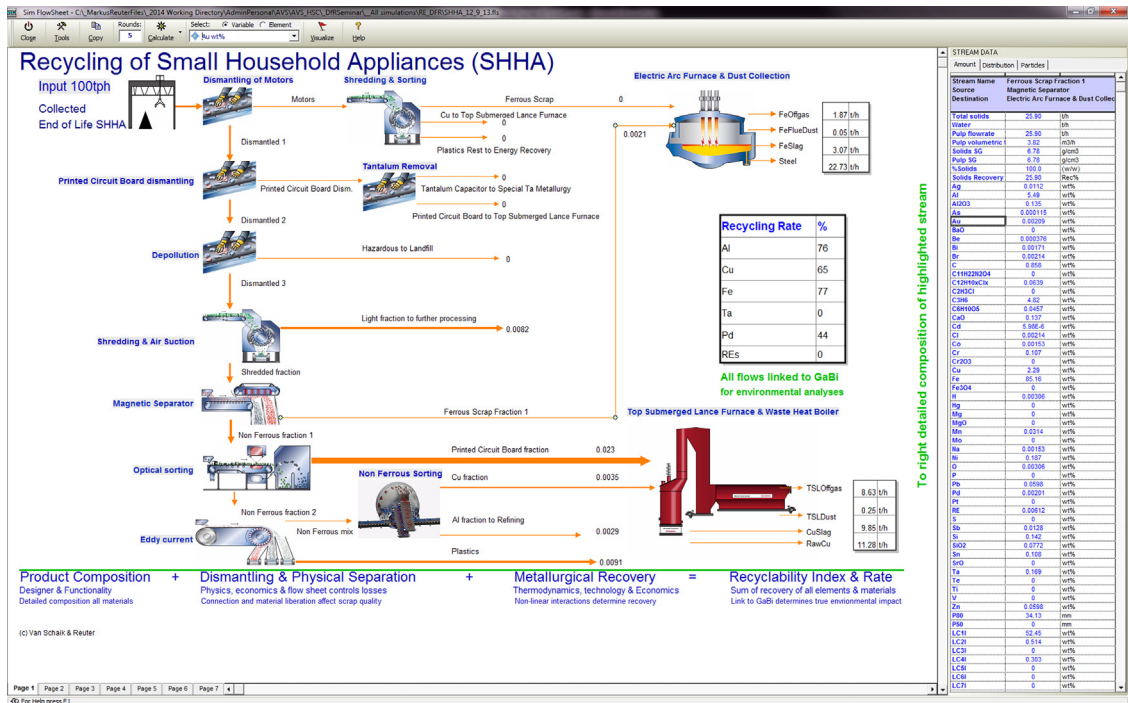 Sim FlowSheet - C:\_MarkusReuterFiles\_2014 Working Directory\AdminPersonal\AVS\AVS_HSC\_DfRSeminar\__All simulations\RE_DFR\SHHA_12_9_13.fls
Close Tools Copy Rounds: 5 Calculate Select: Variable Element Au wt% Visualize Help
Recycling of Small Household Appliances (SHHA)
Input 100tph
Collected
End of Life SHHA
Dismantling of Motors
Motors
Shredding & Sorting
Ferrous Scrap 0
Cu to Top Submerged Lance Furnace
0
0
Plastics Rest to Energy Recovery
Electric Arc Furnace & Dust Collection
0.0021
FeOffgas 1.87 t/h
FeFlueDust 0.05 t/h
FeSlag 3.07 t/h
Steel 22.73 t/h
Dismantled 1
Printed Circuit Board dismantling
Printed Circuit Board Dism.
Tantalum Removal
0
Tantalum Capacitor to Special Ta Metallurgy
0
Printed Circuit Board to Top Submerged Lance Furnace
Dismantled 2
Depollution
Hazardous to Landfill
0
Dismantled 3
Shredding & Air Suction
Light fraction to further processing
0.0082
Shredded fraction
Magnetic Separator
Ferrous Scrap Fraction 1
Non Ferrous fraction 1
Recycling Rate %
Al 76
Cu 65
Fe 77
Ta 0
Pd 44
REs 0
All flows linked to GaBi
for environmental analyses
Top Submerged Lance Furnace & Waste Heat Boiler
Optical sorting
Printed Circuit Board fraction 0.023
Non Ferrous Sorting
Cu fraction 0.0035
Non Ferrous fraction 2
Non Ferrous mix
Al fraction to Refining
0.0029
Eddy current
Plastics
0.0091
TSLOffgas 8.63 t/h
TSLDust 0.25 t/h
CuSlag 9.85 t/h
RawCu 11.28 t/h
To right detailed composition of highlighted stream
Product Composition + Dismantling & Physical Separation + Metallurgical Recovery = Recyclability Index & Rate
Designer & Functionality Physics, economics & flow sheet controls losses Thermodynamics, technology & Economics Sum of recovery of all elements & materials
Detailed composition all materials Connection and material liberation affect scrap quality Non-linear interactions determine recovery Link to GaBi determines true environmental impact
(c) Van Schaik & Reuter
Page 1 Page 2 Page 3 Page 4 Page 5 Page 6 Page 7
For Help press F1
STREAM DATA
Amount Distribution Particles
Stream Name Ferrous Scrap Fraction 1
Source Magnetic Separator
Destination Electric Arc Furnace & Dust Collec
Total solids 25.90 t/h
Water t/h
Pulp flowrate 25.90 t/h
Pulp volumetric f 3.82 m3/h
Solids SG 6.78 g/cm3
Pulp SG 6.78 g/cm3
%Solids 100.0 (w/w)
Solids Recovery 25.90 Rec%
Ag 0.0112 wt%
Al 5.49 wt%
Al2O3 0.135 wt%
As 0.000115 wt%
Au 0.00209 wt%
BaO 0 wt%
Be 0.000376 wt%
Bi 0.00171 wt%
Br 0.00214 wt%
C 0.858 wt%
C11H22N2O4 0 wt%
C12H10xClx 0.0639 wt%
C2H3Cl 0 wt%
C3H6 4.82 wt%
C6H10O5 0.0457 wt%
CaO 0.137 wt%
Cd 5.98E-6 wt%
Cl 0.00214 wt%
Co 0.00153 wt%
Cr 0.107 wt%
Cr2O3 0 wt%
Cu 2.29 wt%
Fe 85.16 wt%
Fe3O4 0 wt%
H 0.00306 wt%
Hg 0 wt%
Mg 0 wt%
MgO 0 wt%
Mn 0.0314 wt%
Mo 0 wt%
Na 0.00153 wt%
Ni 0.187 wt%
O 0.00306 wt%
P 0 wt%
Pb 0.0598 wt%
Pd 0.00201 wt%
Pt 0 wt%
RE 0.00612 wt%
S 0 wt%
Sb 0.0128 wt%
Si 0.142 wt%
SiO2 0.0772 wt%
Sn 0.108 wt%
SrO 0 wt%
Ta 0.169 wt%
Te 0 wt%
Ti 0 wt%
V 0 wt%
Zn 0.0598 wt%
P80 34.13 mm
P50 0 mm
LC1l 52.45 wt%
LC2l 0.514 wt%
LC3l 0 wt%
LC4l 0.303 wt%
LC5l 0 wt%
LC6l 0 wt%
LC7l 0 wt%